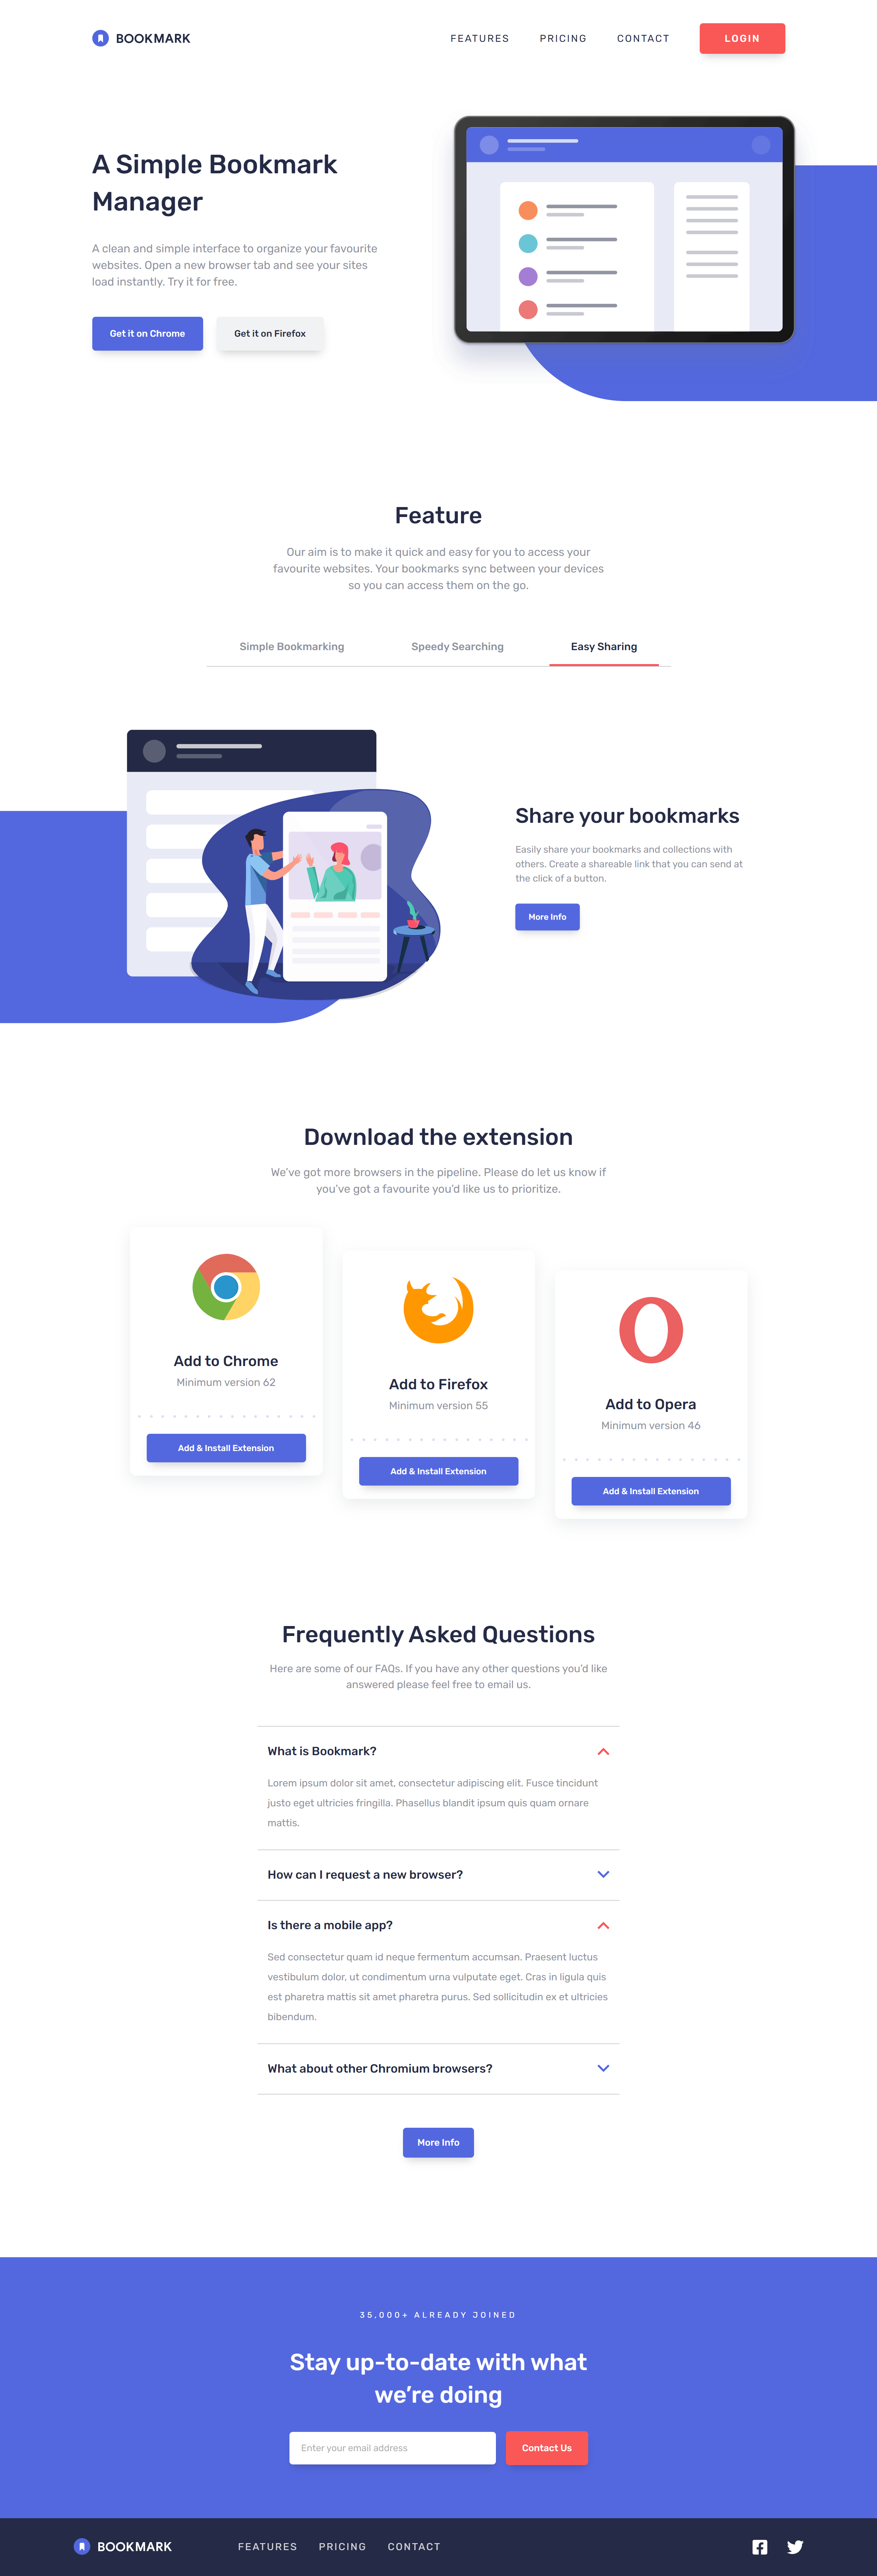 BOOKMARK
FEATURES
PRICING
CONTACT
LOGIN
A Simple Bookmark
Manager
A clean and simple interface to organize your favourite
websites. Open a new browser tab and see your sites
load instantly. Try it for free.
Get it on Chrome
Get it on Firefox
Feature
Our aim is to make it quick and easy for you to access your
favourite websites. Your bookmarks sync between your devices
so you can access them on the go.
Simple Bookmarking
Speedy Searching
Easy Sharing
Share your bookmarks
Easily share your bookmarks and collections with
others. Create a shareable link that you can send at
the click of a button.
More Info
Download the extension
We’ve got more browsers in the pipeline. Please do let us know if
you’ve got a favourite you’d like us to prioritize.
Add to Chrome
Minimum version 62
Add & Install Extension
Add to Firefox
Minimum version 55
Add & Install Extension
Add to Opera
Minimum version 46
Add & Install Extension
Frequently Asked Questions
Here are some of our FAQs. If you have any other questions you’d like
answered please feel free to email us.
What is Bookmark?
Lorem ipsum dolor sit amet, consectetur adipiscing elit. Fusce tincidunt
justo eget ultricies fringilla. Phasellus blandit ipsum quis quam ornare
mattis.
How can I request a new browser?
Is there a mobile app?
Sed consectetur quam id neque fermentum accumsan. Praesent luctus
vestibulum dolor, ut condimentum urna vulputate eget. Cras in ligula quis
est pharetra mattis sit amet pharetra purus. Sed sollicitudin ex et ultricies
bibendum.
What about other Chromium browsers?
More Info
35,000+ ALREADY JOINED
Stay up-to-date with what
we’re doing
Enter your email address
Contact Us
BOOKMARK
FEATURES
PRICING
CONTACT